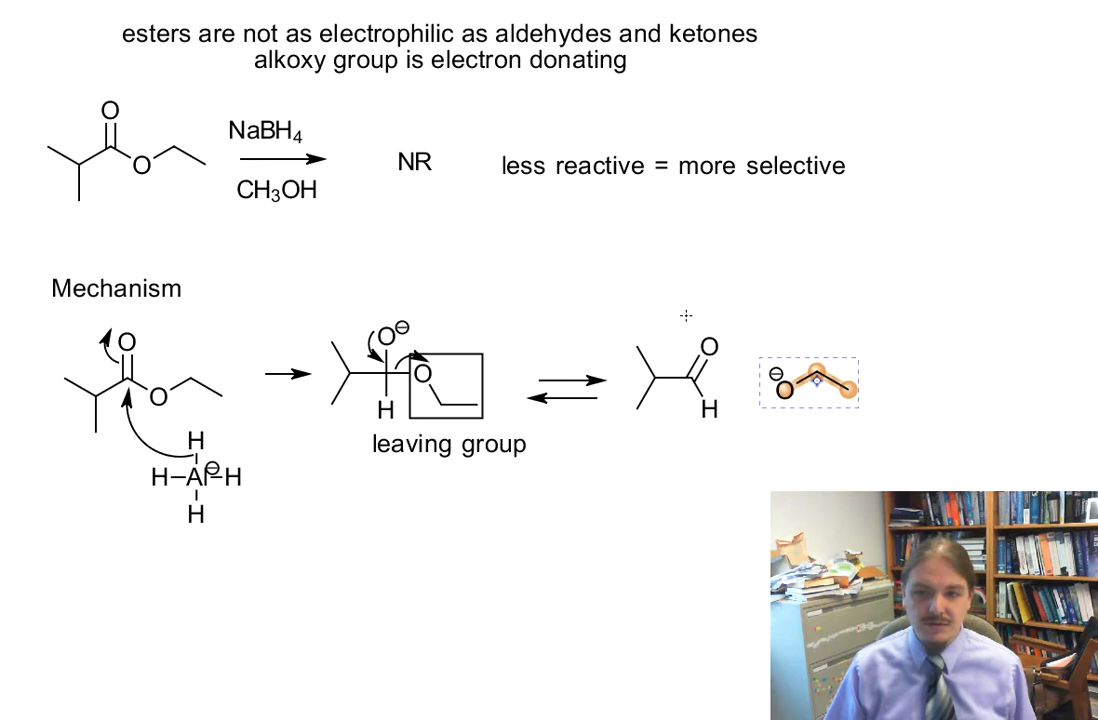 esters are not as electrophilic as aldehydes and ketones
alkoxy group is electron donating
O
O
NaBH4
CH3OH
NR
less reactive = more selective
Mechanism
O
O
H
H–Al⊖–H
H
O⊖
O
H
leaving group
O
H
⊖
O